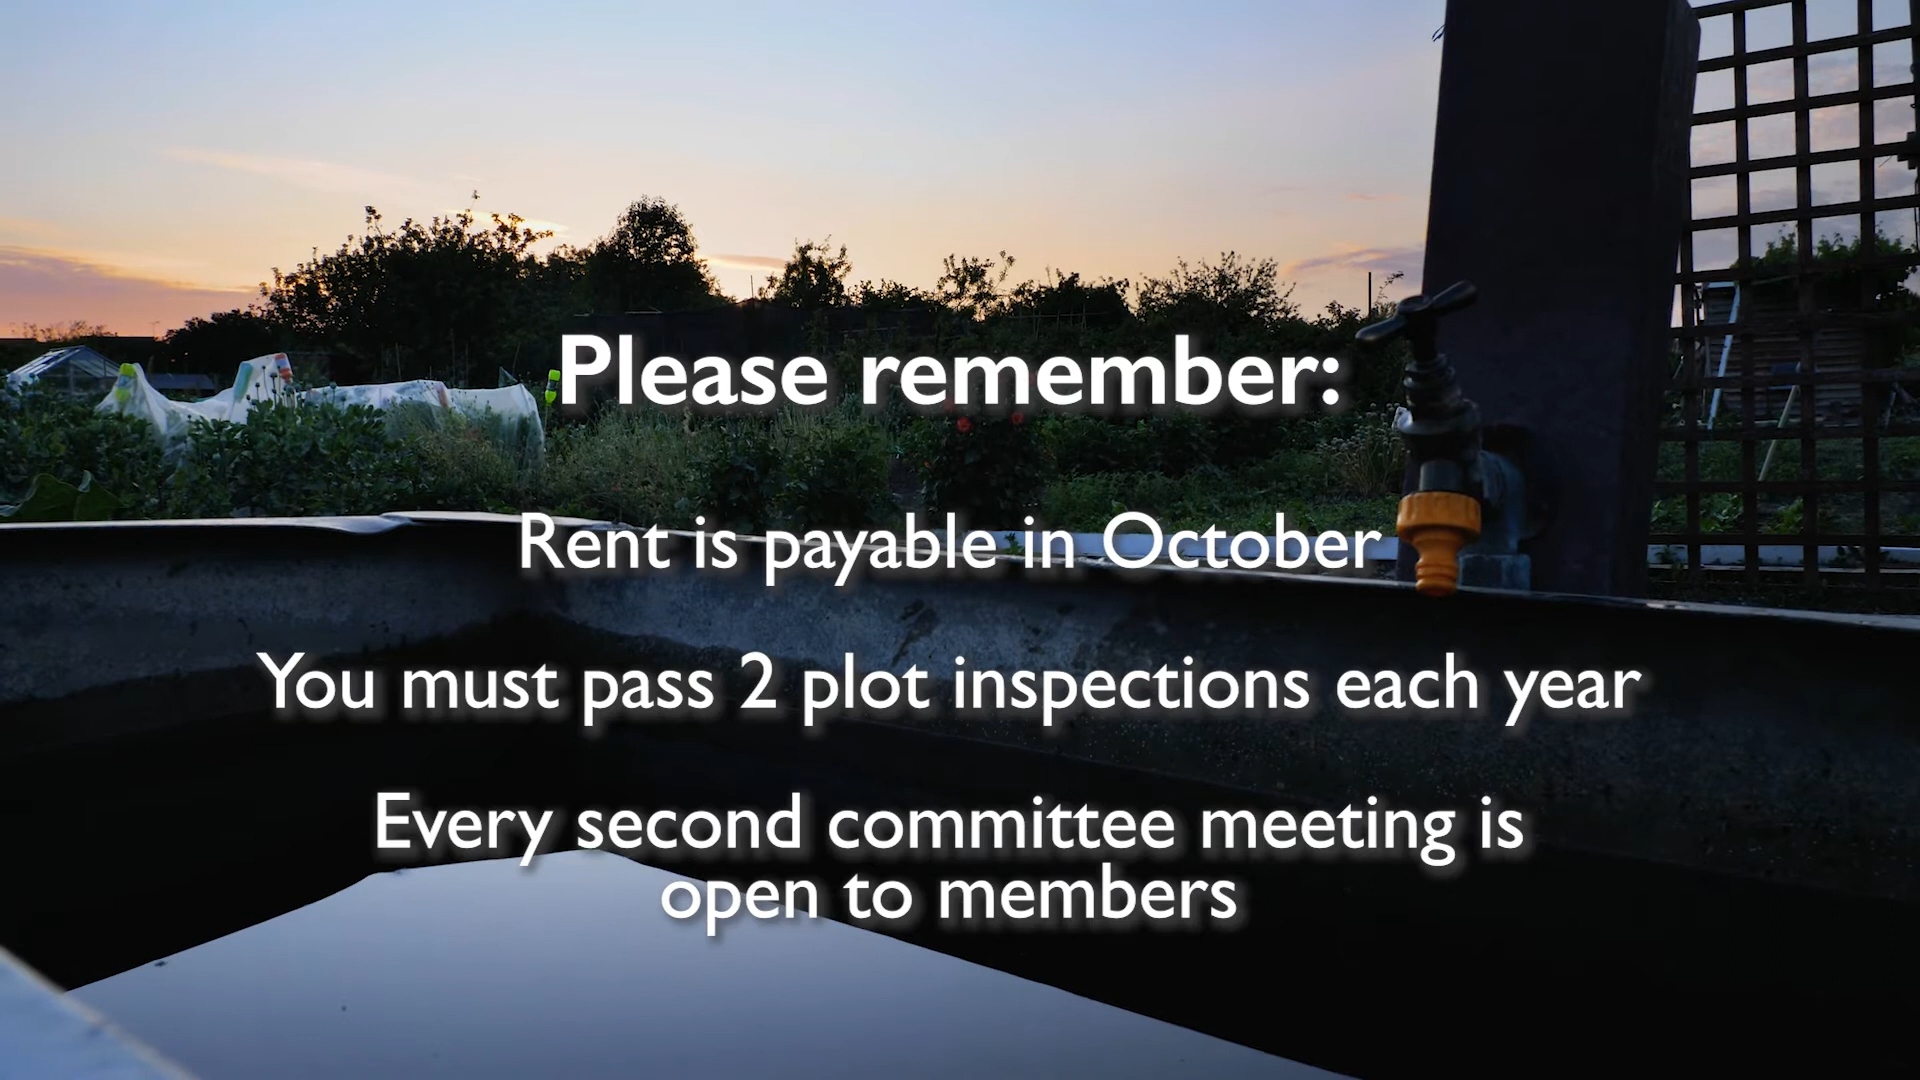 Please remember:
Rent is payable in October
You must pass 2 plot inspections each year
Every second committee meeting is
open to members